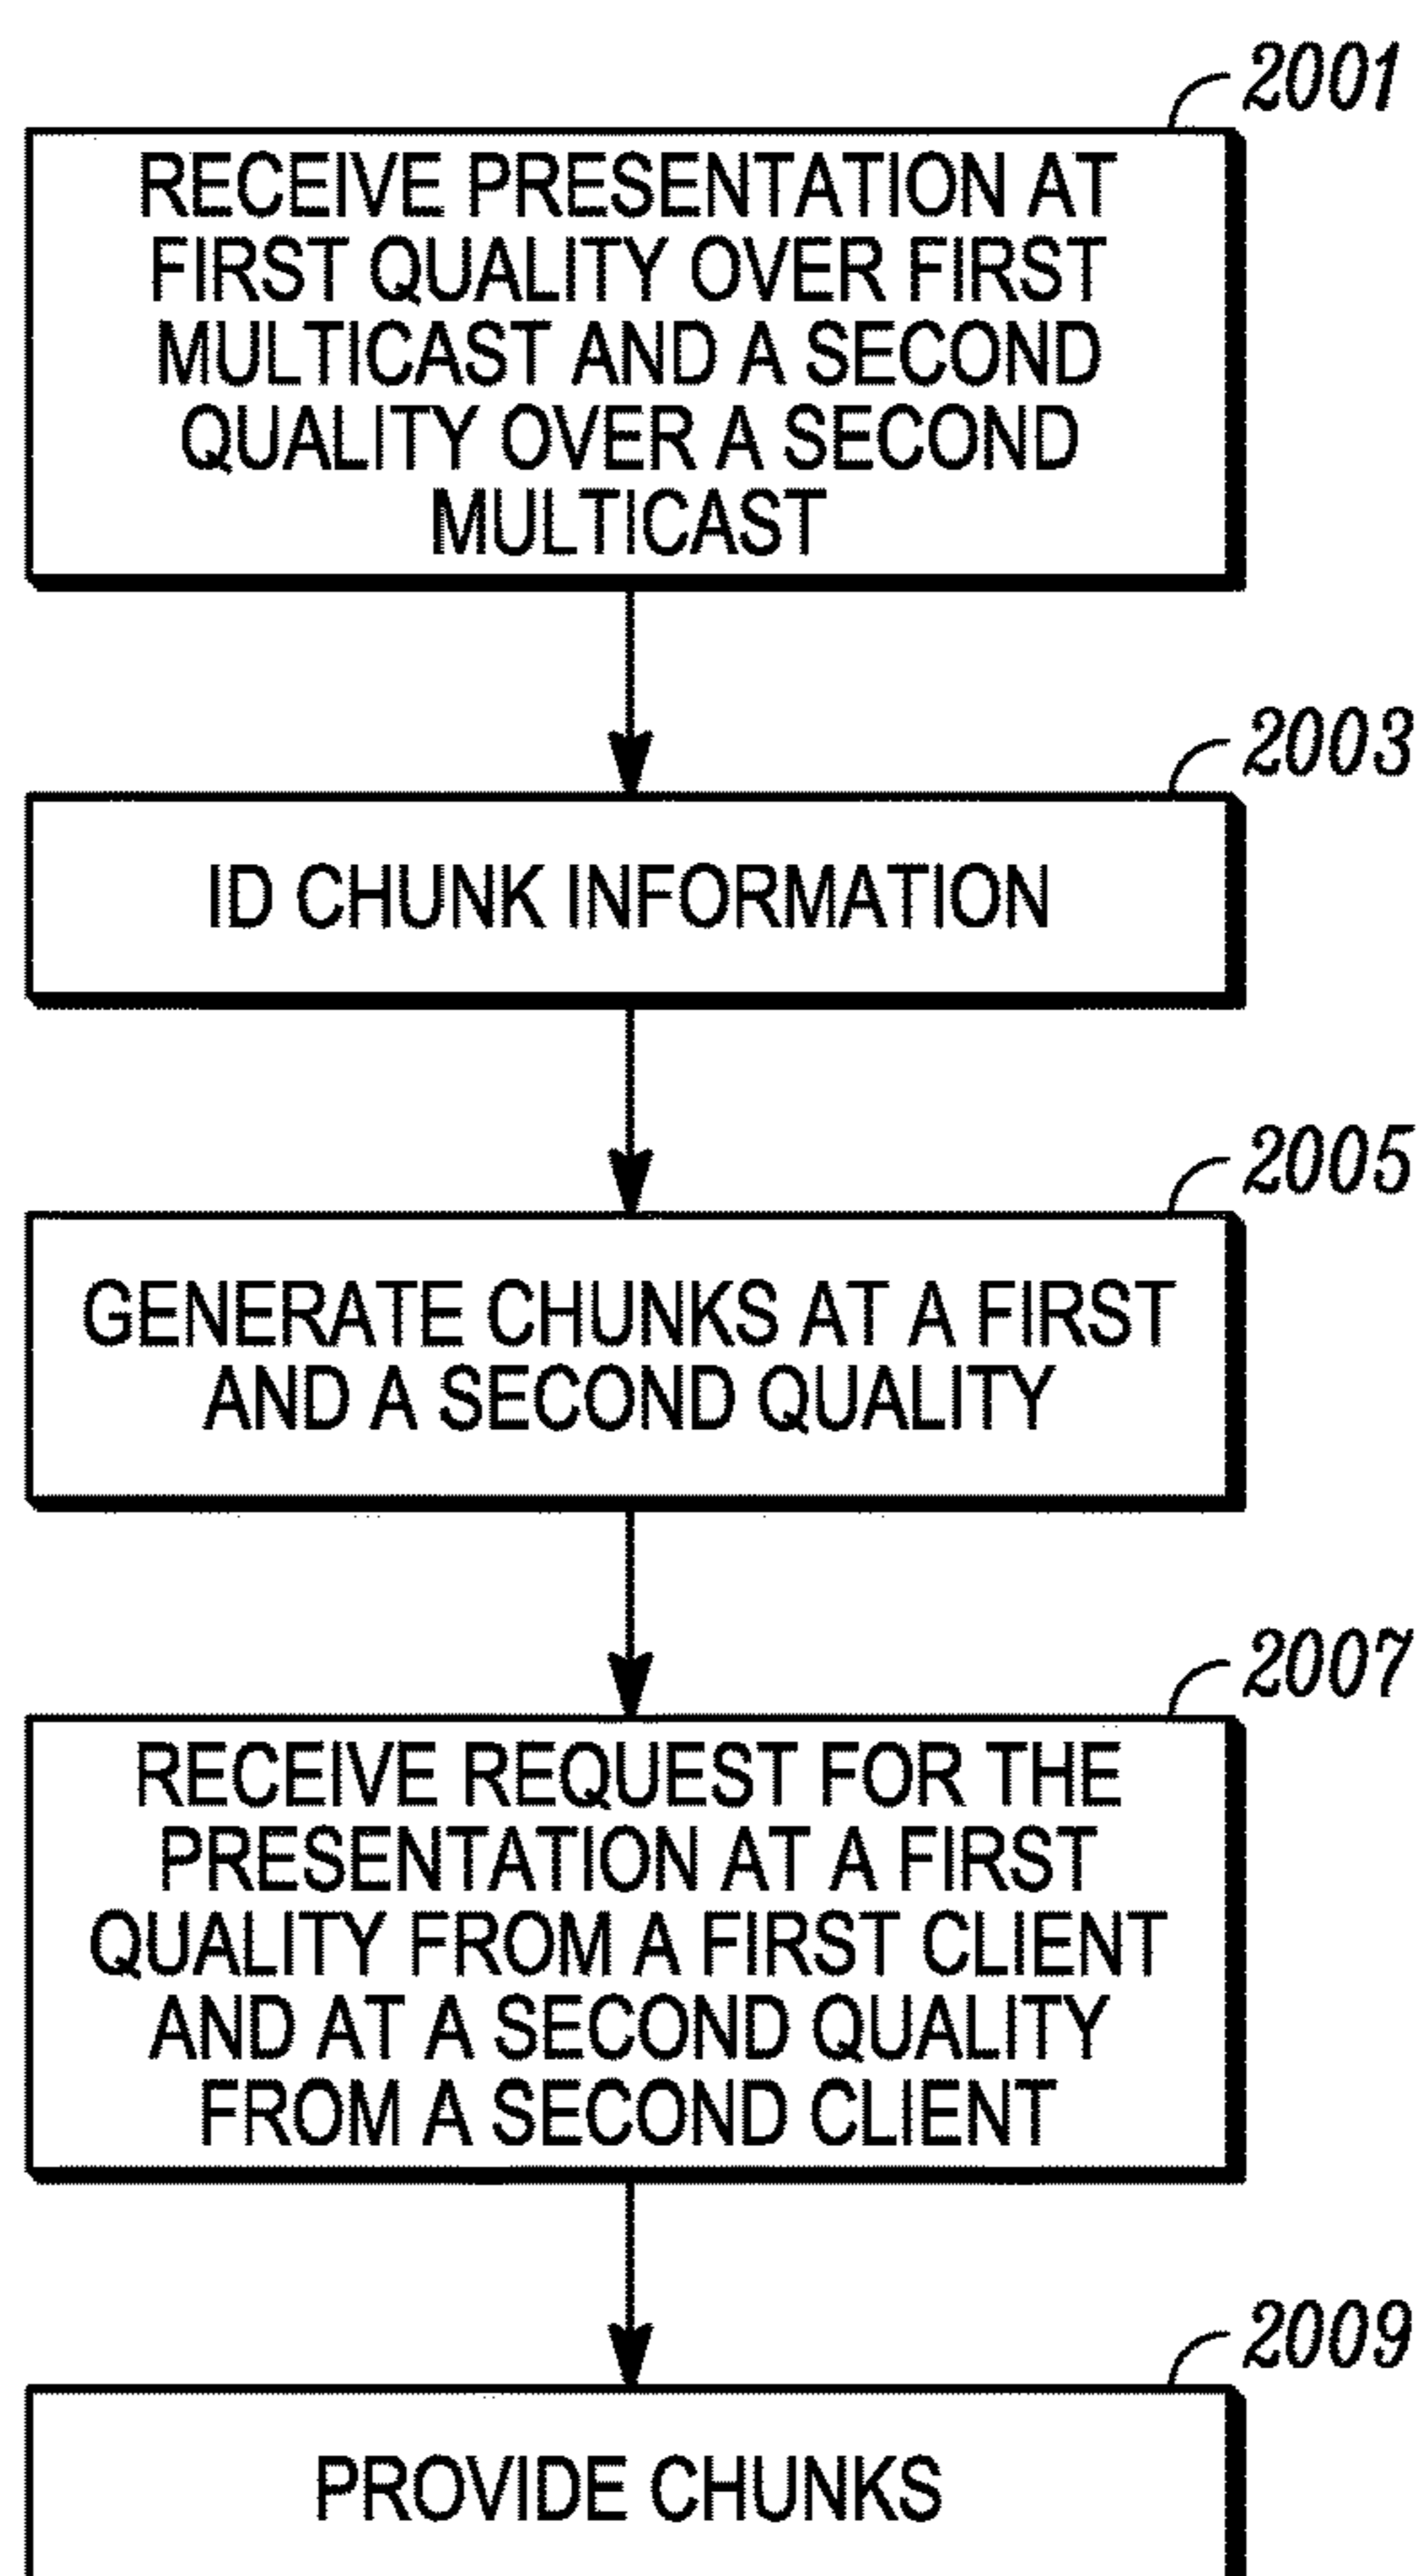 2001
RECEIVE PRESENTATION AT
FIRST QUALITY OVER FIRST
MULTICAST AND A SECOND
QUALITY OVER A SECOND
MULTICAST
2003
ID CHUNK INFORMATION
2005
GENERATE CHUNKS AT A FIRST
AND A SECOND QUALITY
2007
RECEIVE REQUEST FOR THE
PRESENTATION AT A FIRST
QUALITY FROM A FIRST CLIENT
AND AT A SECOND QUALITY
FROM A SECOND CLIENT
2009
PROVIDE CHUNKS